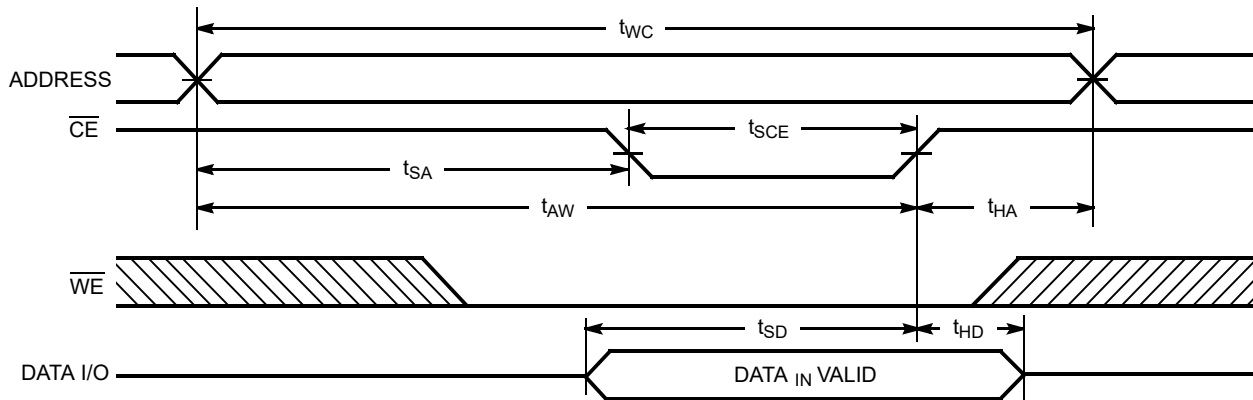 tWC
ADDRESS
CE
tSCE
tSA
tAW
tHA
WE
tSD
tHD
DATA I/O
DATA IN VALID